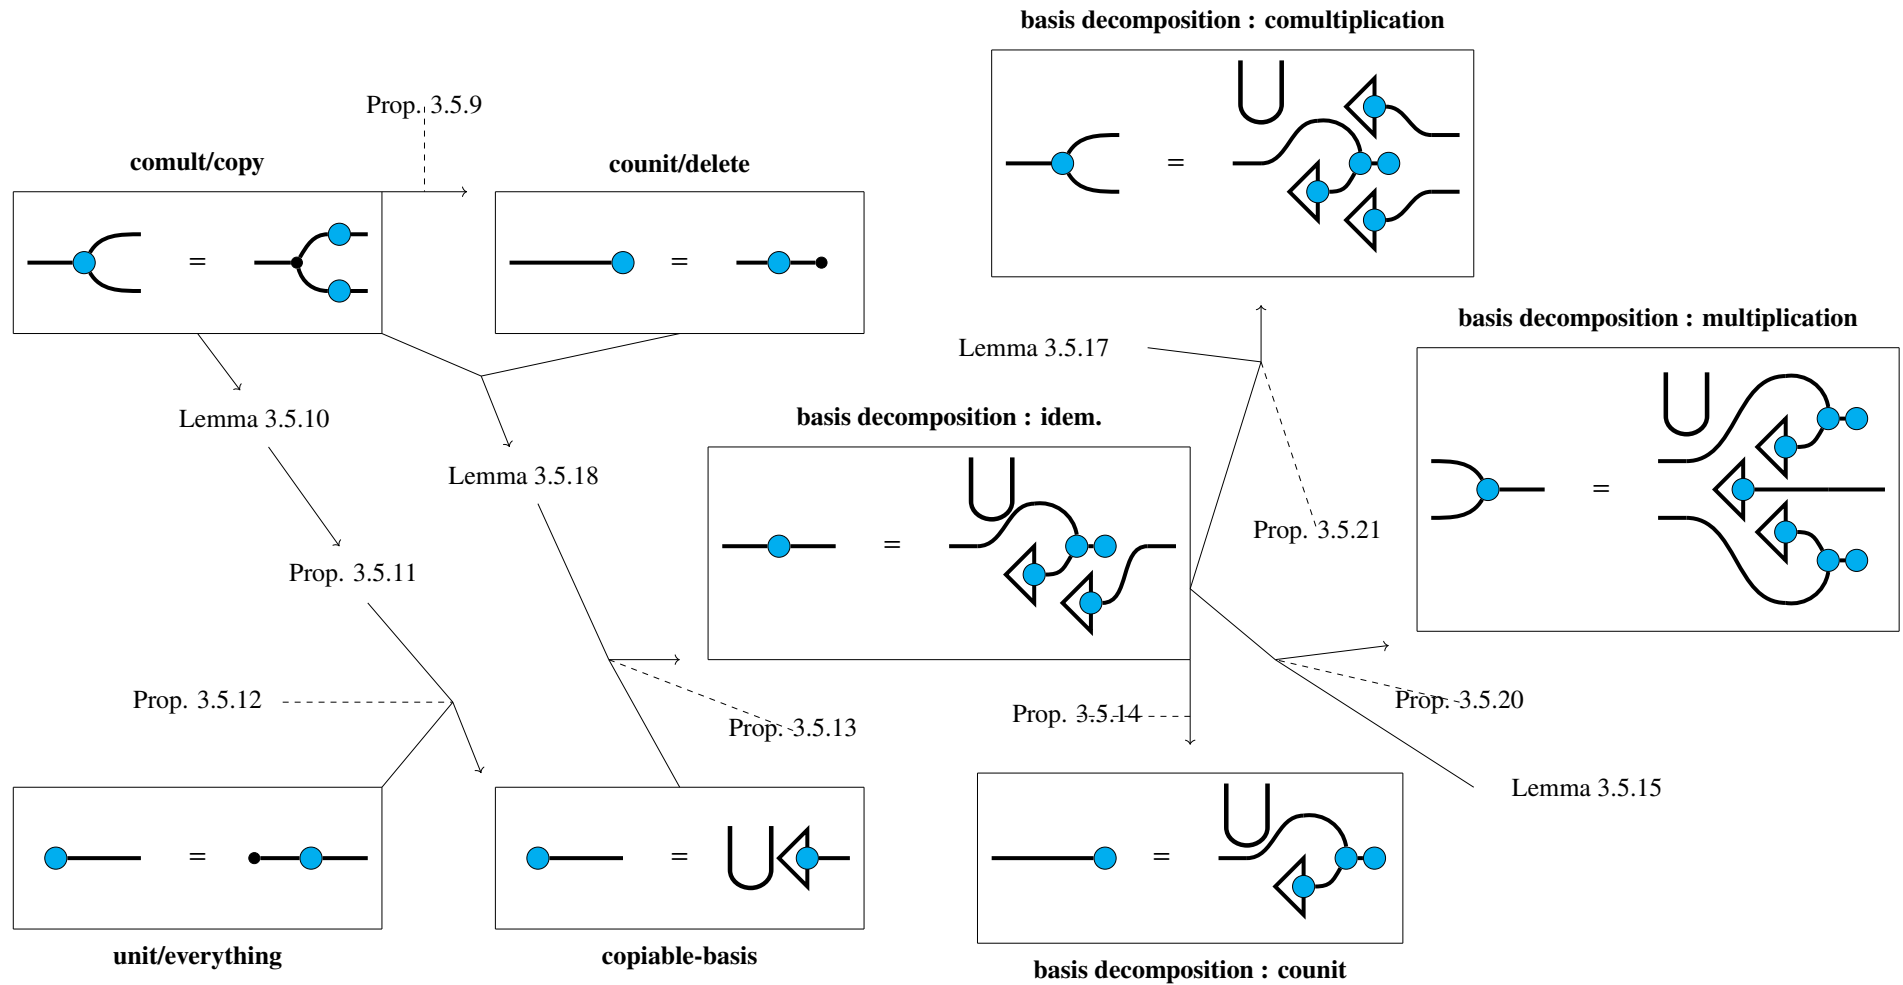 basis decomposition : comultiplication
Prop. 3.5.9
comult/copy
counit/delete
=
=
=
basis decomposition : multiplication
Lemma 3.5.17
Lemma 3.5.10
basis decomposition : idem.
Lemma 3.5.18
=
Prop. 3.5.21
=
Prop. 3.5.11
Prop. 3.5.12
Prop. 3.5.20
Prop. 3.5.14
Prop. 3.5.13
Lemma 3.5.15
=
=
=
unit/everything
copiable-basis
basis decomposition : counit